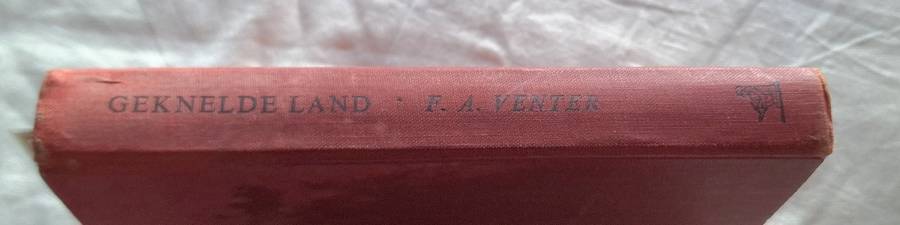 GEKNELDE LAND · F. A. VENTER